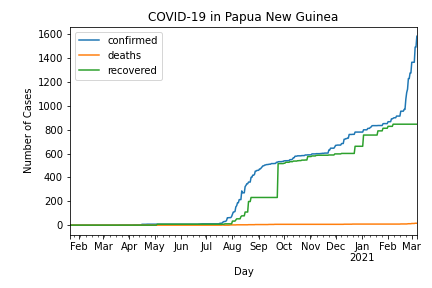 COVID-19 in Papua New Guinea
confirmed
deaths
recovered
Number of Cases
1600
1400
1200
1000
800
600
400
200
0
Feb Mar Apr May Jun Jul Aug Sep Oct Nov Dec Jan Feb Mar
2021
Day